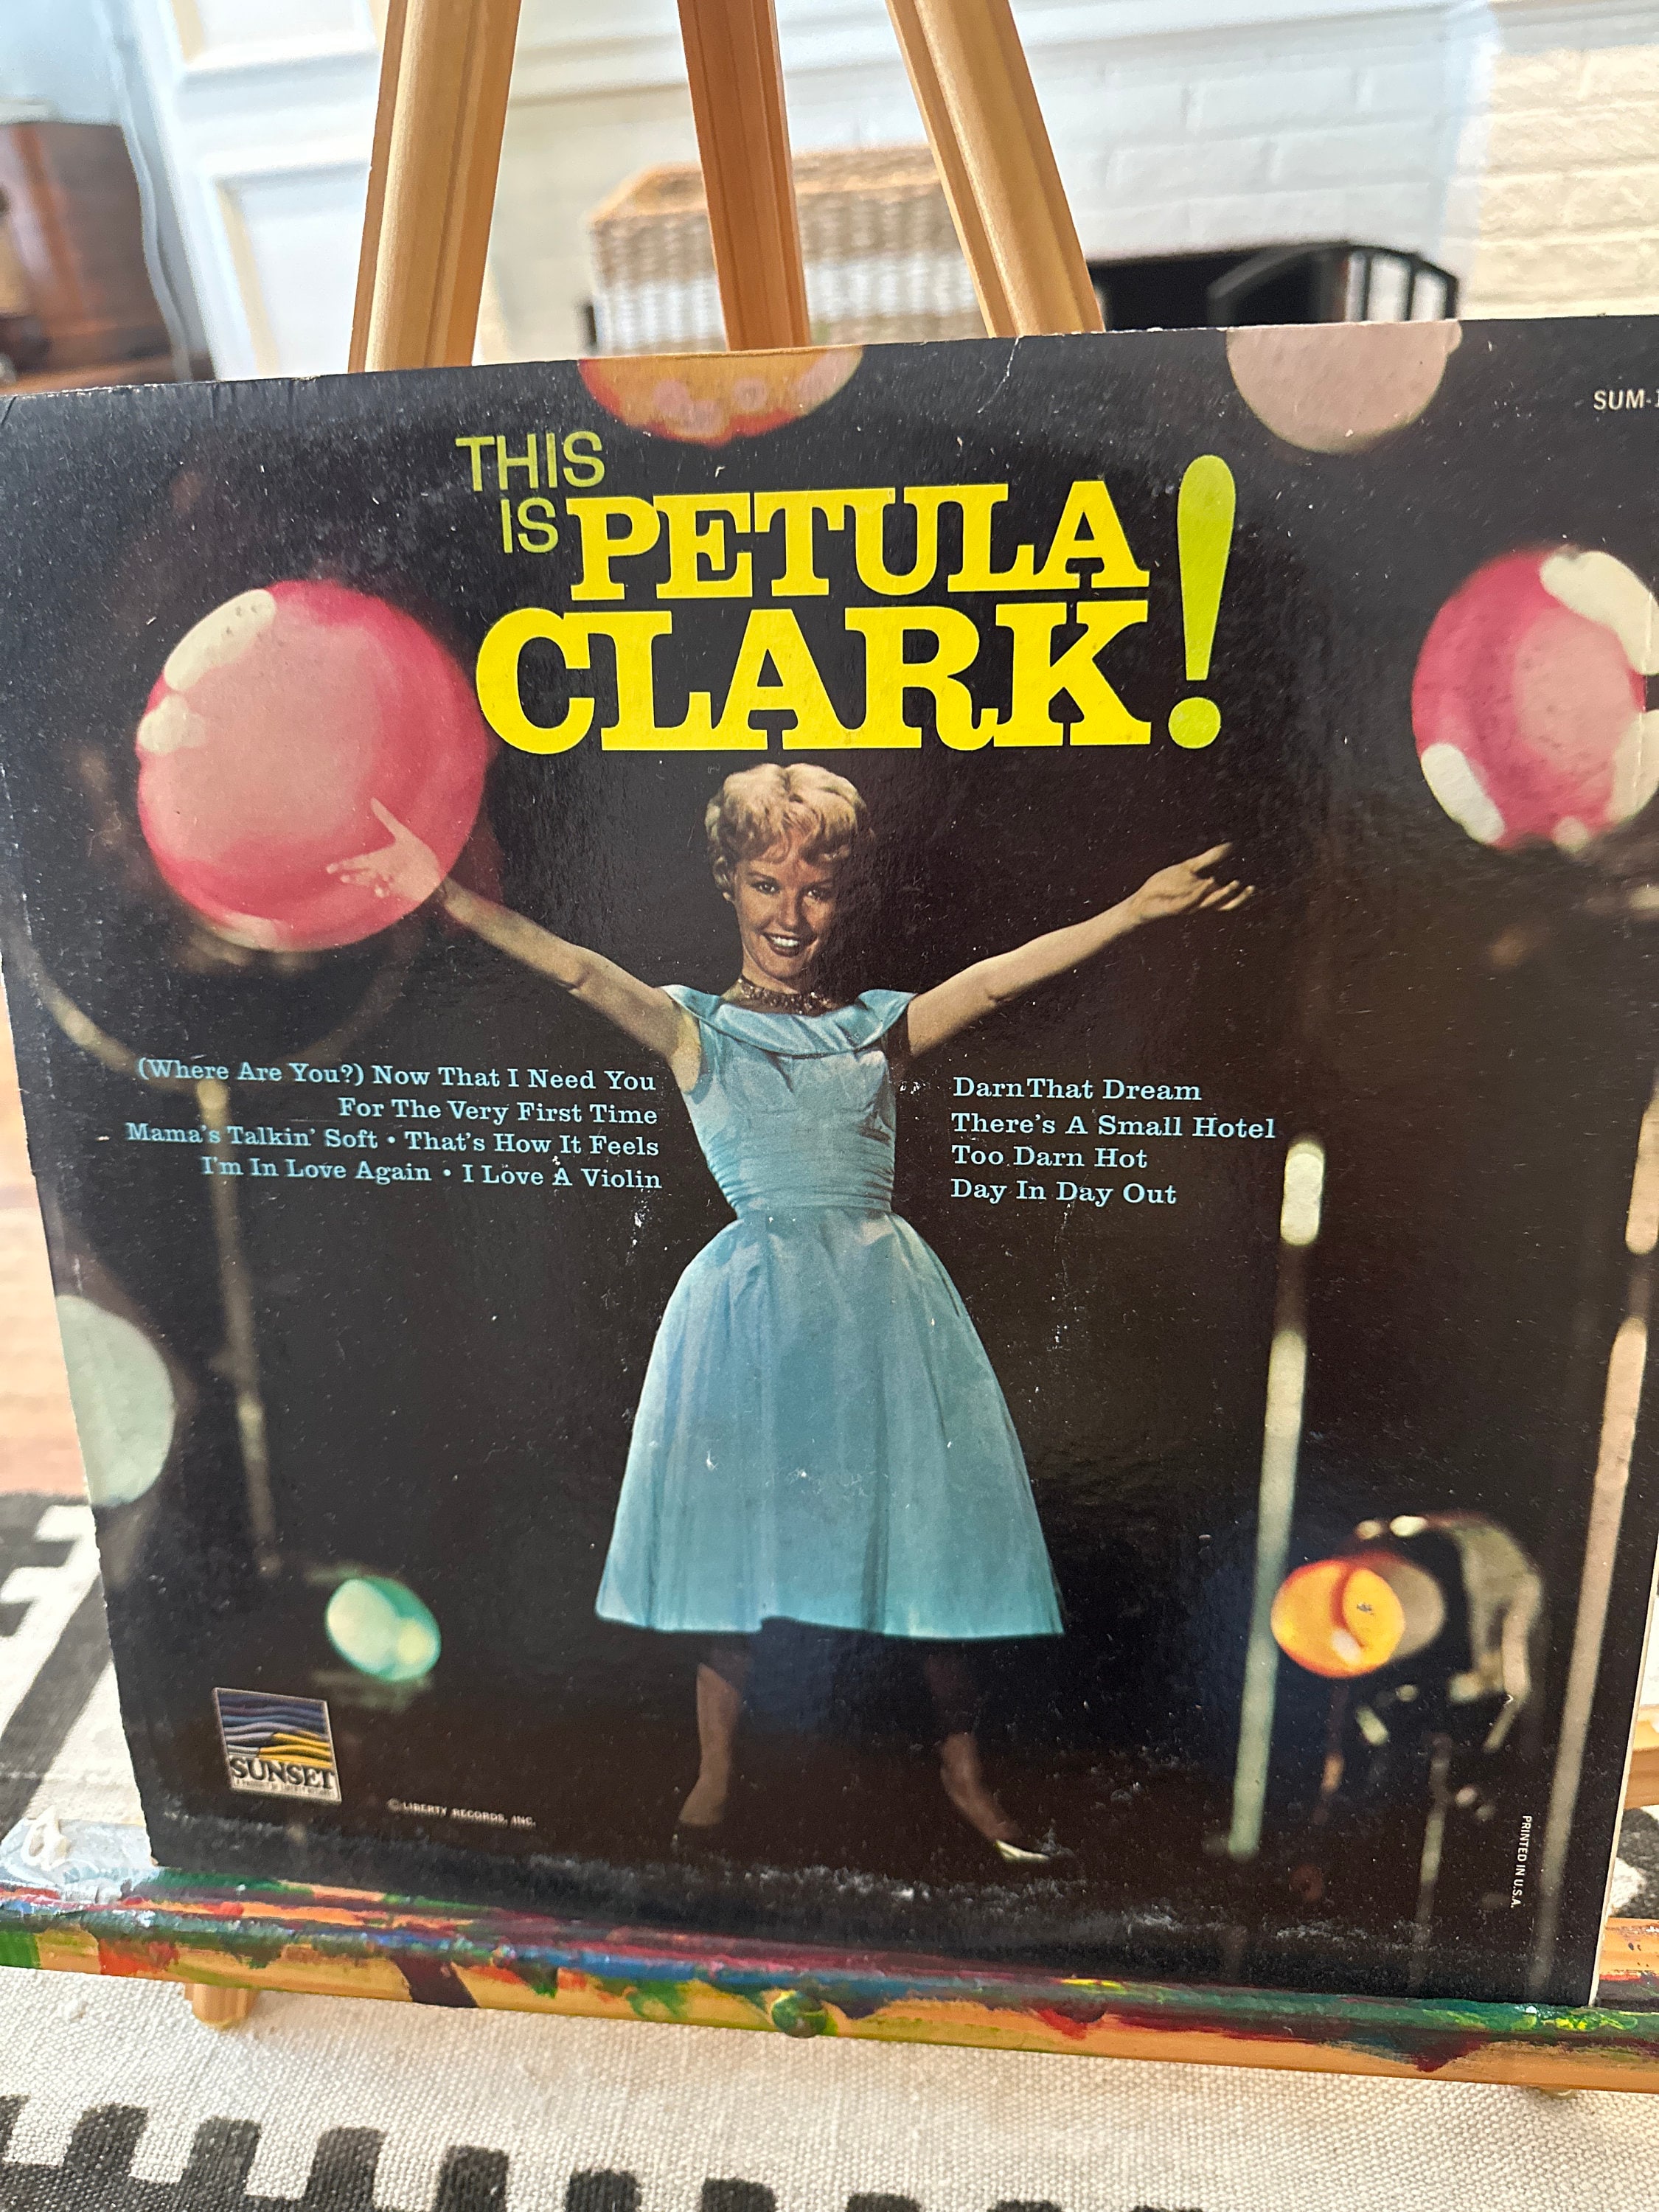 SUM-
THIS
IS PETULA
CLARK!
(Where Are You?) Now That I Need You
For The Very First Time
Mama's Talkin' Soft • That's How It Feels
I'm In Love Again • I Love A Violin
Darn That Dream
There's A Small Hotel
Too Darn Hot
Day In Day Out
SUNSET
© LIBERTY RECORDS, INC.
PRINTED IN U.S.A.